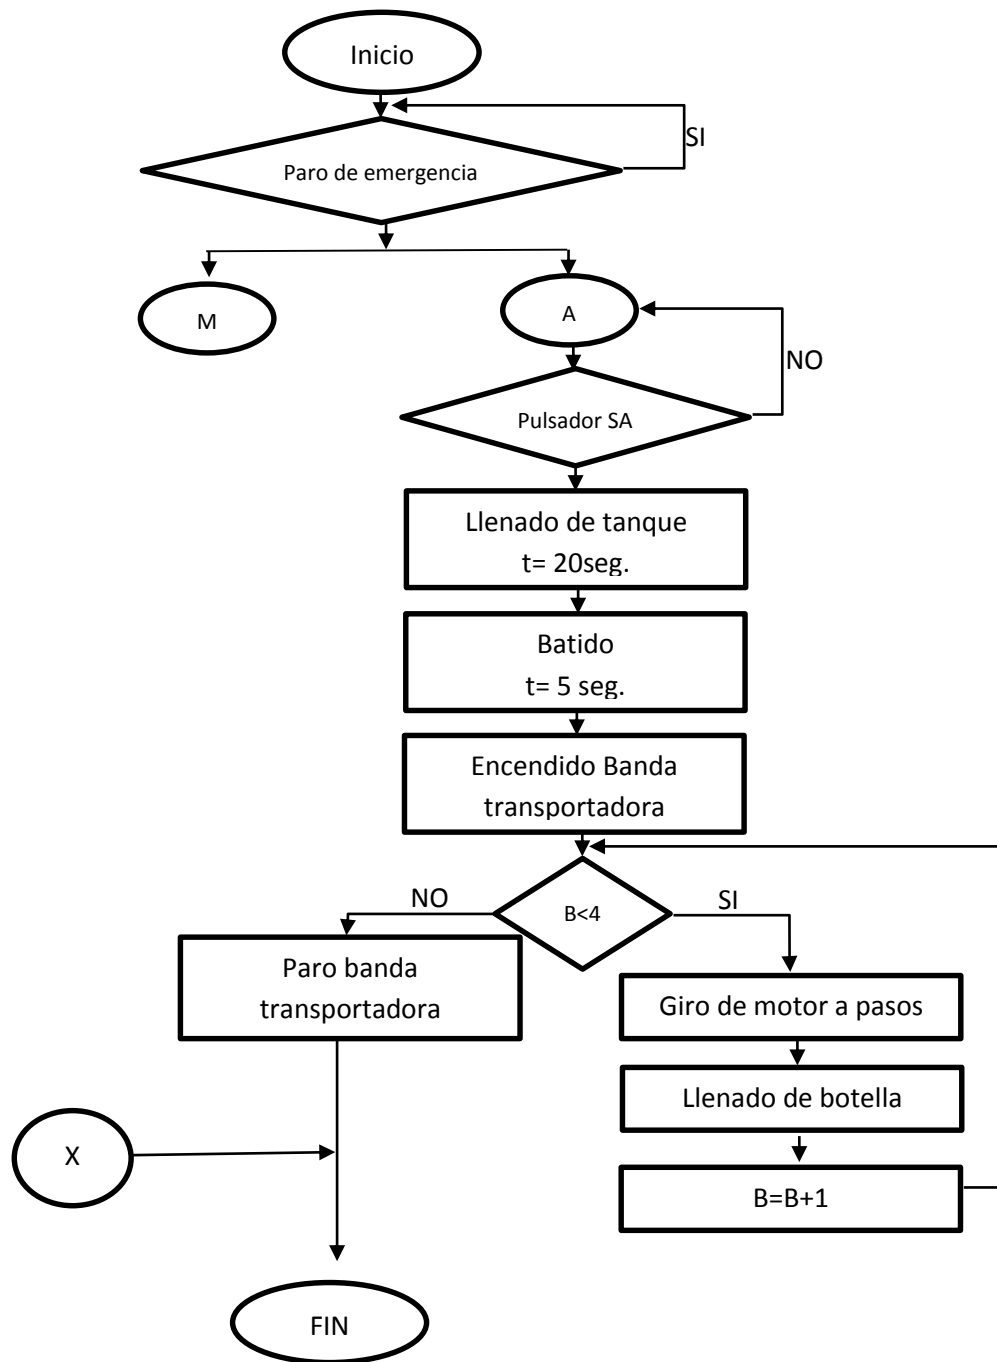 Inicio
SI
Paro de emergencia
M
A
NO
Pulsador SA
Llenado de tanque
t= 20seg.
Batido
t= 5 seg.
Encendido Banda
transportadora
NO
B<4
SI
Paro banda
transportadora
Giro de motor a pasos
Llenado de botella
X
B=B+1
FIN